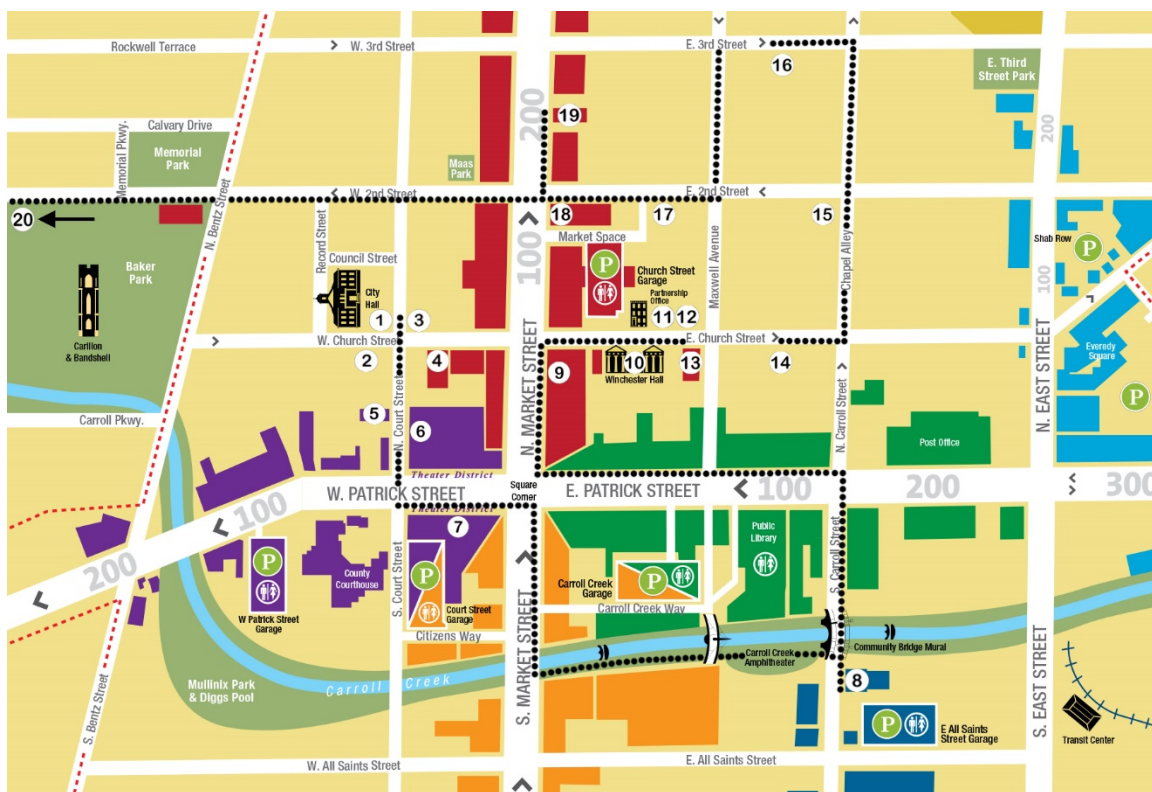 Rockwell Terrace
W. 3rd Street
E. 3rd Street
16
E. Third
Street Park
200
19
200
Calvary Drive
Memorial Pkwy.
Memorial
Park
Maas
Park
N. Bentz Street
W. 2nd Street
E. 2nd Street
20
18
17
15
Market Space
Record Street
Council Street
100
P
Church Street
Garage
Maxwell Avenue
Chapel Alley
Shab Row
P
100
Baker
Park
City
Hall
Partnership
Office
1
3
11
12
Carillon
& Bandshell
W. Church Street
E. Church Street
2
4
9
10
Winchester Hall
13
14
Everedy
Square
P
Carroll Pkwy.
5
N. Court Street
6
N. MARKET STREET
N. Carroll Street
Post Office
N. EAST STREET
Theater District
Square
Corner
W. PATRICK STREET
E. PATRICK STREET
100
200
300
100
200
Theater District
7
Public
Library
P
W Patrick Street
Garage
County
Courthouse
S. Court Street
P
Court Street
Garage
Carroll Creek
Garage
P
Carroll Creek Way
S. Carroll Street
Citizens Way
S. MARKET STREET
Carroll Creek
Amphitheater
Community Bridge Mural
Mullinix Park
& Diggs Pool
Carroll Creek
8
S. Bentz Street
P
E All Saints
Street Garage
S. EAST STREET
Transit Center
W. All Saints Street
E. All Saints Street